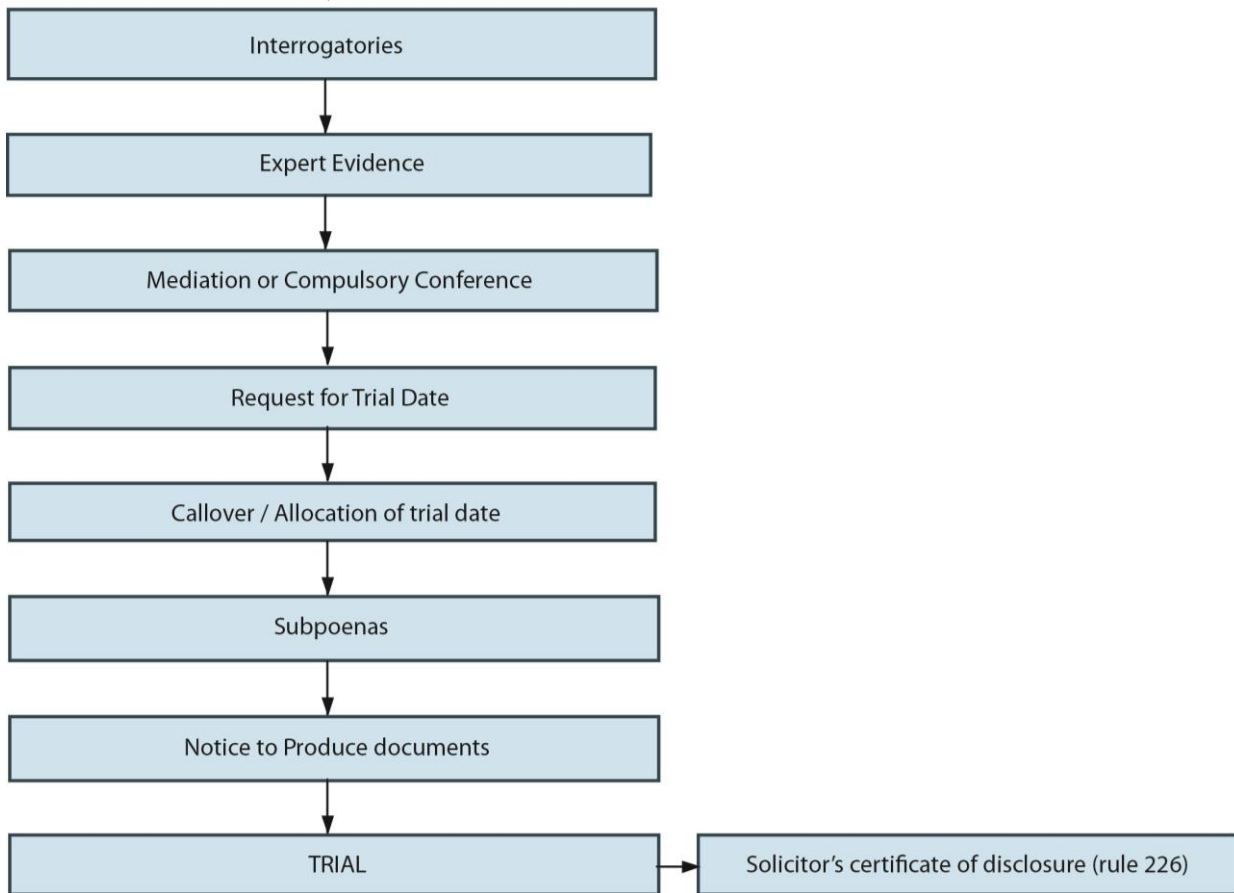 Interrogatories
Expert Evidence
Mediation or Compulsory Conference
Request for Trial Date
Callover / Allocation of trial date
Subpoenas
Notice to Produce documents
TRIAL
Solicitor’s certificate of disclosure (rule 226)